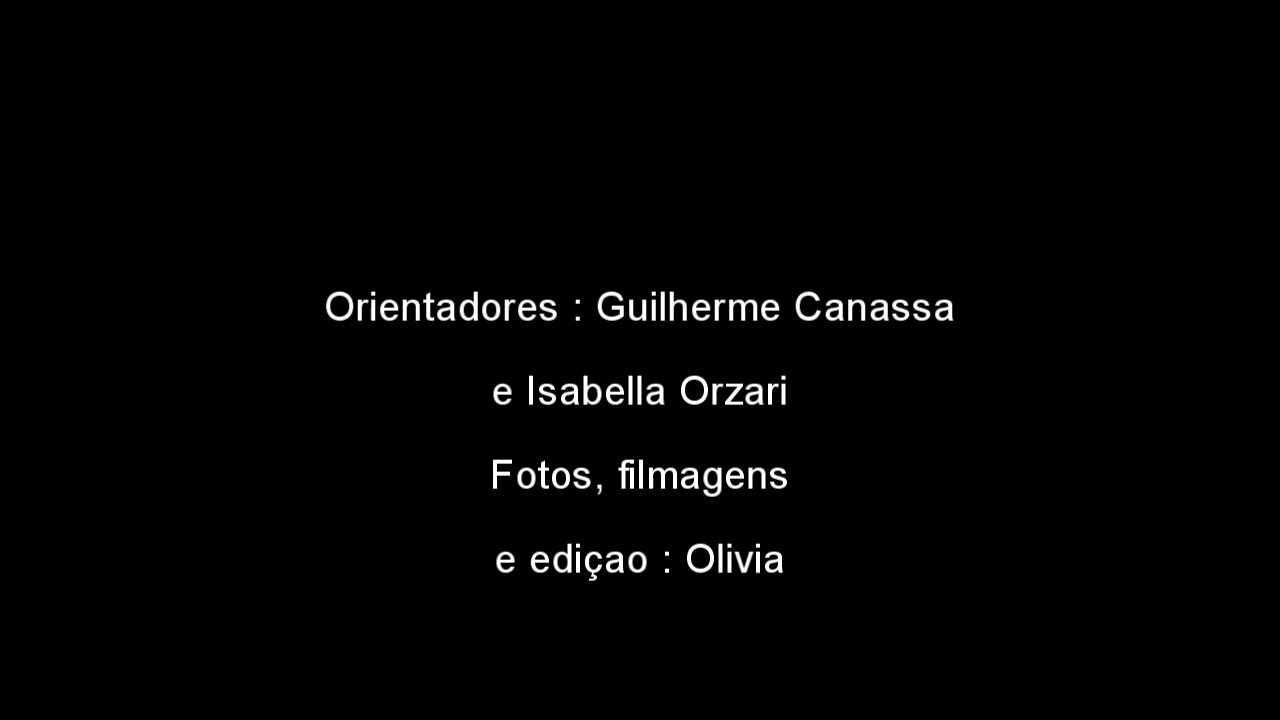 Orientadores : Guilherme Canassa
e Isabella Orzari
Fotos, filmagens
e ediçao : Olivia